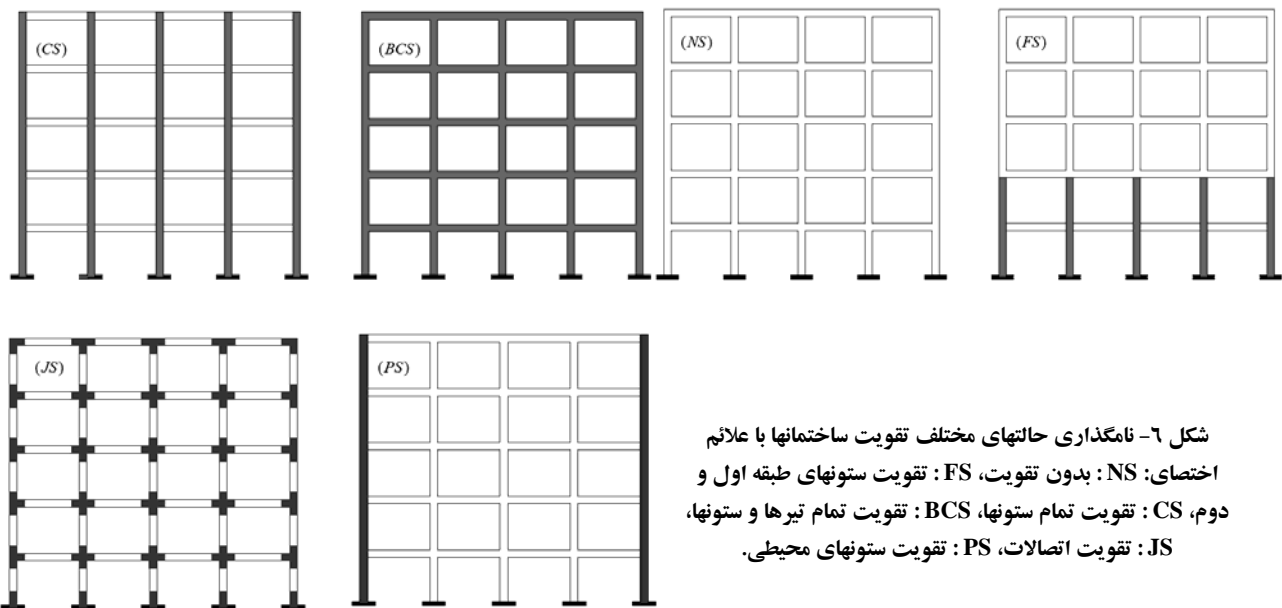 (CS)
(BCS)
(NS)
(FS)
(JS)
(PS)
شکل ٦- نامگذاری حالتهای مختلف تقویت ساختمانها با علائم
اختصای: NS : بدون تقویت، FS : تقویت ستونهای طبقه اول و
دوم، CS : تقویت تمام ستونها، BCS : تقویت تمام تیرها و ستونها،
JS : تقویت اتصالات، PS : تقویت ستونهای محیطی.